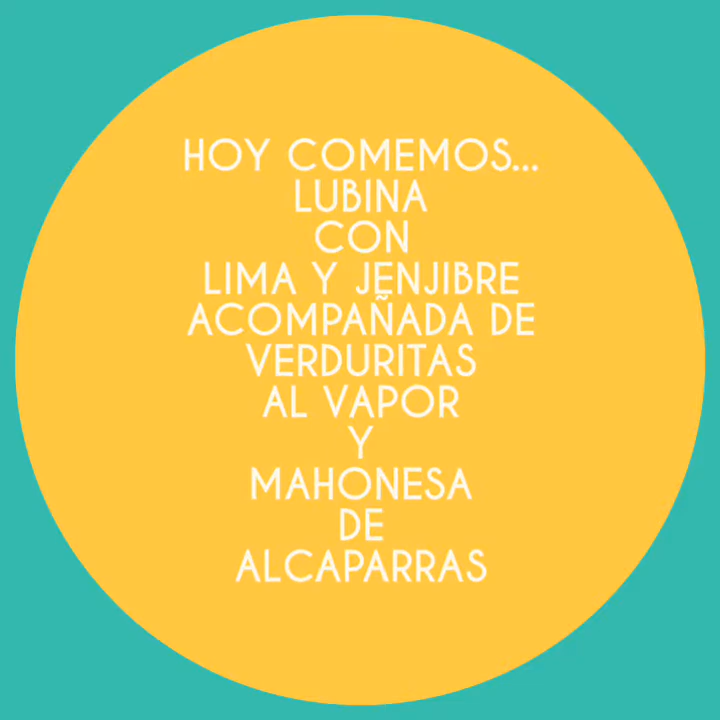 HOY COMEMOS...
LUBINA
CON
LIMA Y JENJIBRE
ACOMPAÑADA DE
VERDURITAS
AL VAPOR
Y
MAHONESA
DE
ALCAPARRAS